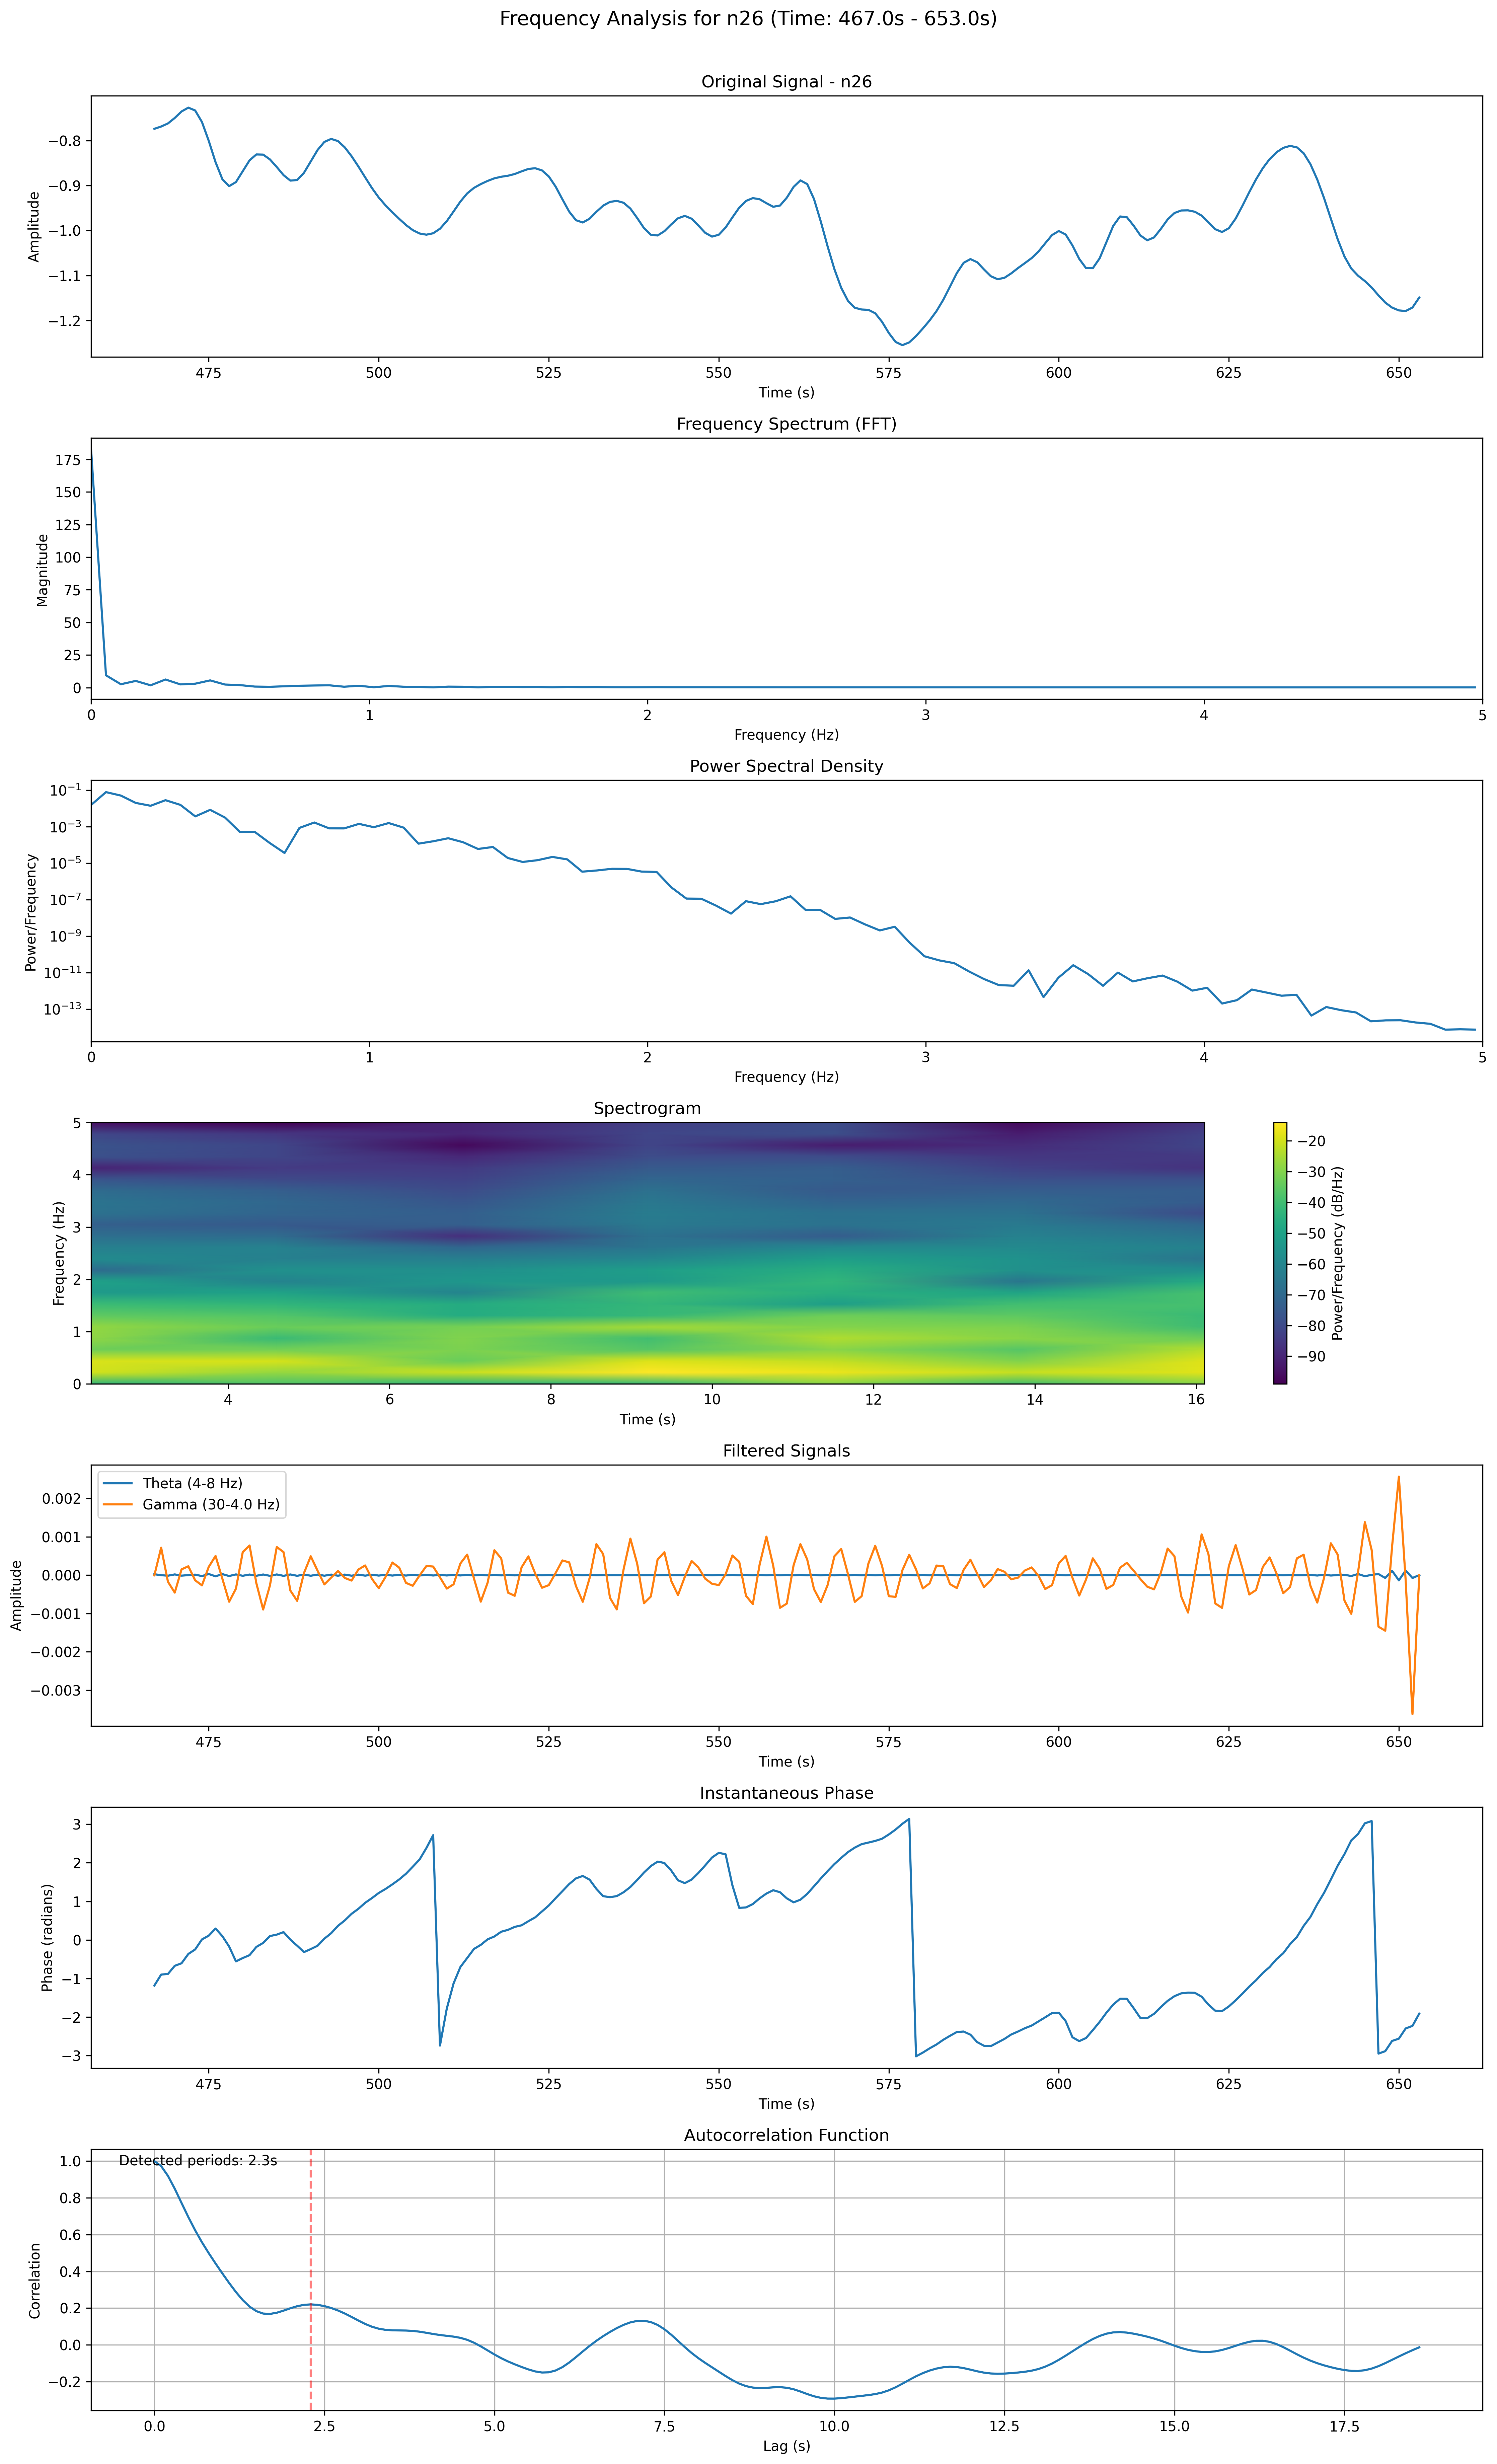 Frequency Analysis for n26 (Time: 467.0s - 653.0s)
Original Signal - n26
−0.8
−0.9
−1.0
−1.1
−1.2
Amplitude
475 500 525 550 575 600 625 650
Time (s)
Frequency Spectrum (FFT)
175
150
125
100
75
50
25
0
Magnitude
0 1 2 3 4 5
Frequency (Hz)
Power Spectral Density
10⁻¹
10⁻³
10⁻⁵
10⁻⁷
10⁻⁹
10⁻¹¹
10⁻¹³
Power/Frequency
0 1 2 3 4 5
Frequency (Hz)
Spectrogram
5
4
3
2
1
0
Frequency (Hz)
4 6 8 10 12 14 16
Time (s)
−20
−30
−40
−50
−60
−70
−80
−90
Power/Frequency (dB/Hz)
Filtered Signals
Theta (4-8 Hz)
Gamma (30-4.0 Hz)
0.002
0.001
0.000
−0.001
−0.002
−0.003
Amplitude
475 500 525 550 575 600 625 650
Time (s)
Instantaneous Phase
3
2
1
0
−1
−2
−3
Phase (radians)
475 500 525 550 575 600 625 650
Time (s)
Autocorrelation Function
Detected periods: 2.3s
1.0
0.8
0.6
0.4
0.2
0.0
−0.2
Correlation
0.0 2.5 5.0 7.5 10.0 12.5 15.0 17.5
Lag (s)